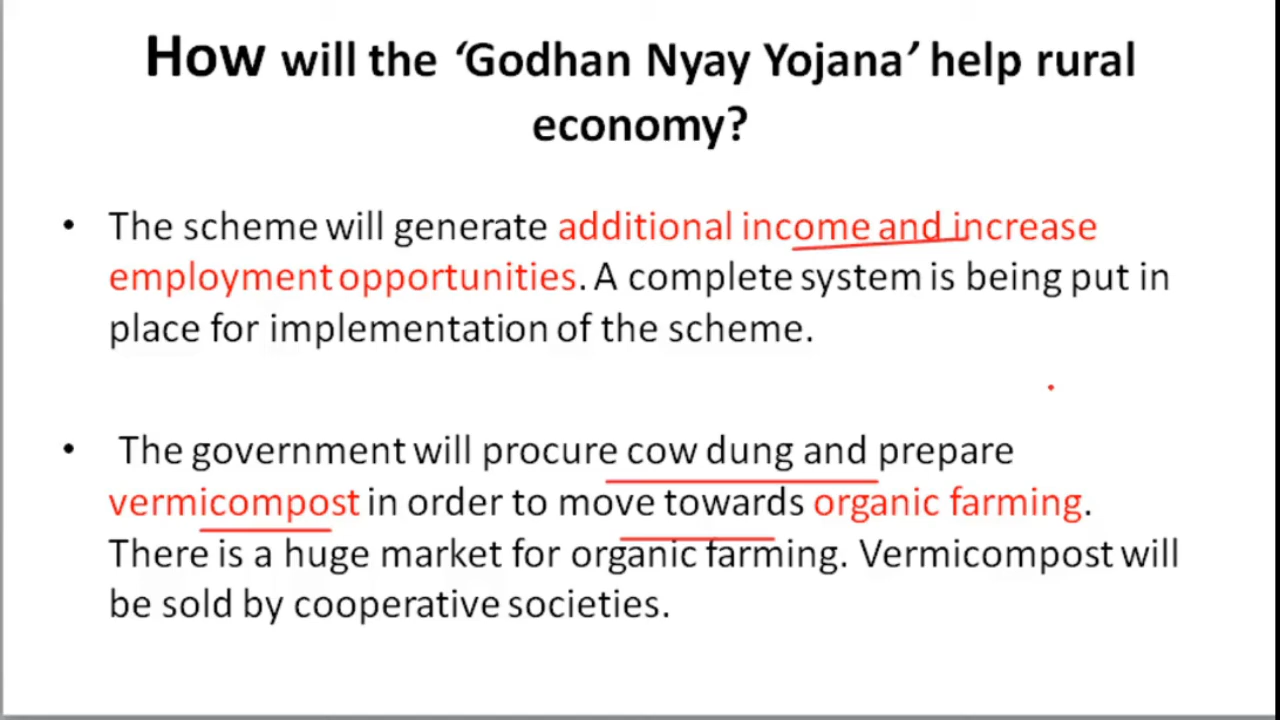 How will the ‘Godhan Nyay Yojana’ help rural
economy?
• The scheme will generate additional income and increase
employment opportunities. A complete system is being put in
place for implementation of the scheme.
• The government will procure cow dung and prepare
vermicompost in order to move towards organic farming.
There is a huge market for organic farming. Vermicompost will
be sold by cooperative societies.